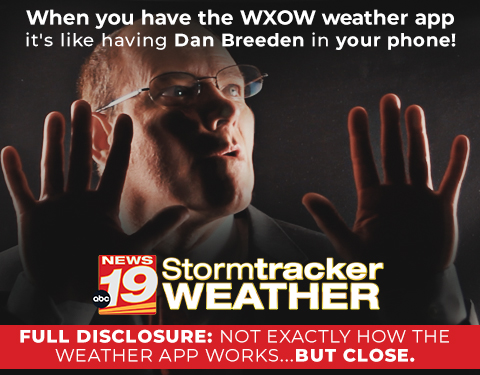 When you have the WXOW weather app
it's like having Dan Breeden in your phone!
NEWS
19
abc
Stormtracker
WEATHER
FULL DISCLOSURE: NOT EXACTLY HOW THE
WEATHER APP WORKS...BUT CLOSE.